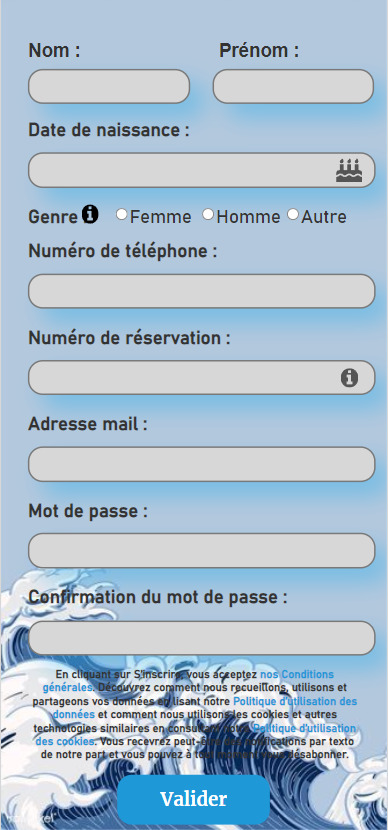 Nom : Prénom :
Date de naissance :
Genre Femme Homme Autre
Numéro de téléphone :
Numéro de réservation :
Adresse mail :
Mot de passe :
Confirmation du mot de passe :
En cliquant sur S'inscrire, vous acceptez nos Conditions
générales. Découvrez comment nous recueillons, utilisons et
partageons vos données en lisant notre Politique d'utilisation des
données et comment nous utilisons les cookies et autres
technologies similaires en consultant notre Politique d'utilisation
des cookies. Vous recevrez peut-être des notifications par texto
de notre part et vous pouvez à tout moment vous désabonner.
Valider